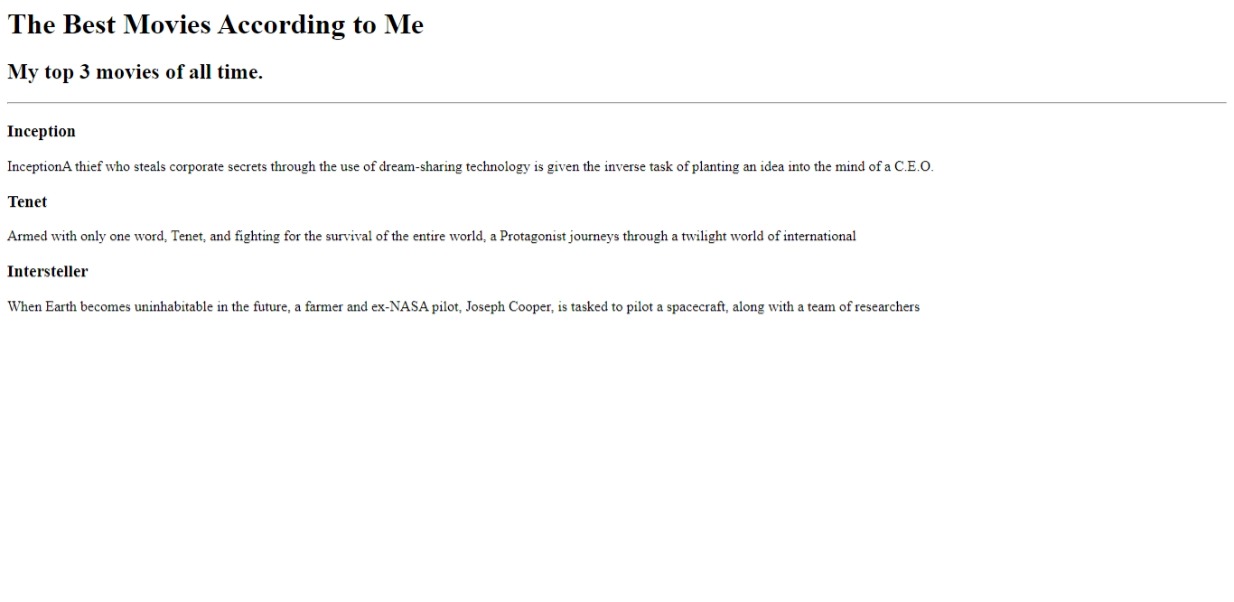 The Best Movies According to Me
My top 3 movies of all time.
Inception
InceptionA thief who steals corporate secrets through the use of dream-sharing technology is given the inverse task of planting an idea into the mind of a C.E.O.
Tenet
Armed with only one word, Tenet, and fighting for the survival of the entire world, a Protagonist journeys through a twilight world of international
Intersteller
When Earth becomes uninhabitable in the future, a farmer and ex-NASA pilot, Joseph Cooper, is tasked to pilot a spacecraft, along with a team of researchers